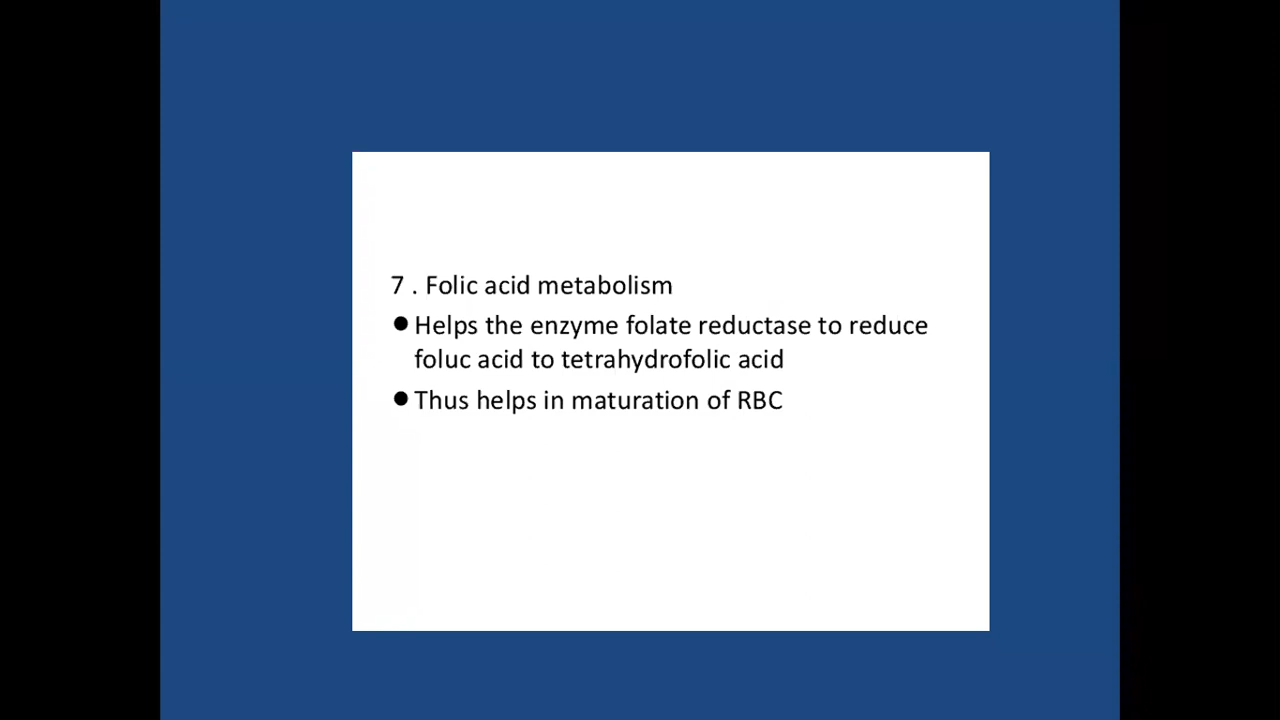 7 . Folic acid metabolism
● Helps the enzyme folate reductase to reduce
foluc acid to tetrahydrofolic acid
● Thus helps in maturation of RBC